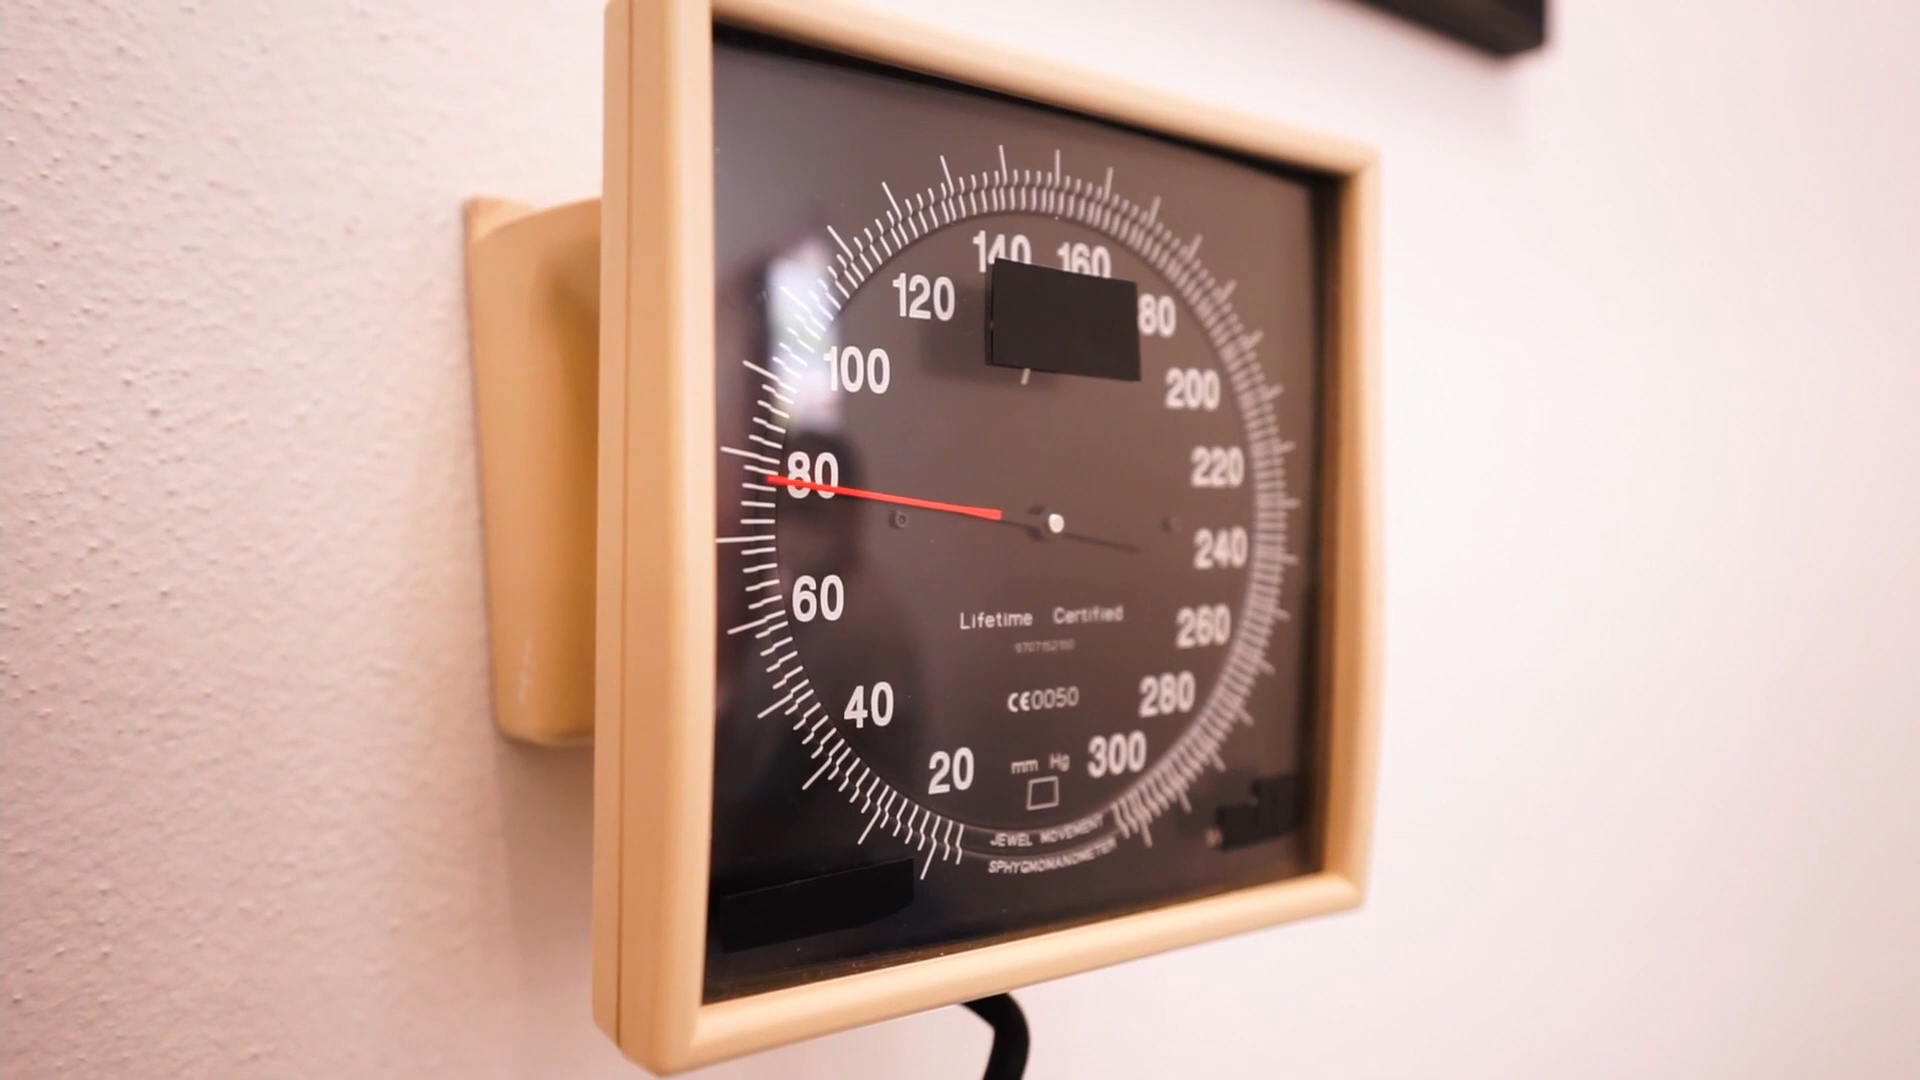 140 160
120 80
100 200
80 220
240
60 260
Lifetime Certified
40 280
CE0050
20 300
mm Hg
JEWEL MOVEMENT
SPHYGMOMANOMETER